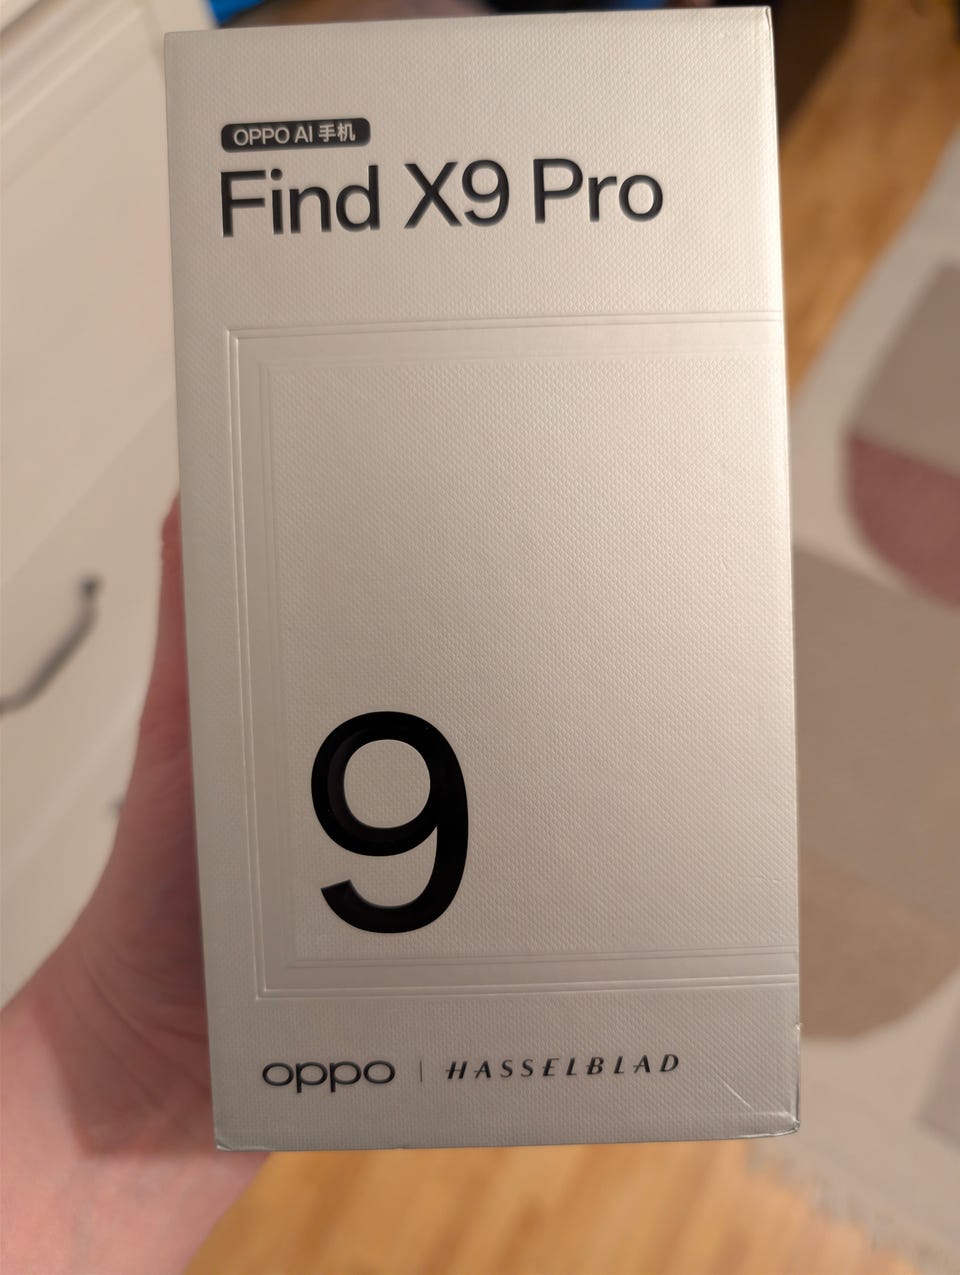 OPPO AI 手机
Find X9 Pro
9
oppo | HASSELBLAD